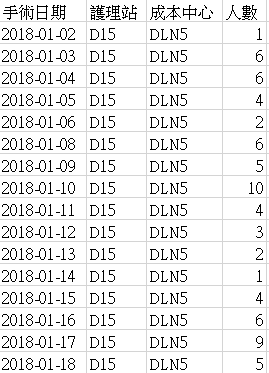 手術日期 護理站 成本中心 人數
2018-01-02 D15 DLN5 1
2018-01-03 D15 DLN5 6
2018-01-04 D15 DLN5 6
2018-01-05 D15 DLN5 4
2018-01-06 D15 DLN5 2
2018-01-08 D15 DLN5 6
2018-01-09 D15 DLN5 5
2018-01-10 D15 DLN5 10
2018-01-11 D15 DLN5 4
2018-01-12 D15 DLN5 3
2018-01-13 D15 DLN5 2
2018-01-14 D15 DLN5 1
2018-01-15 D15 DLN5 4
2018-01-16 D15 DLN5 6
2018-01-17 D15 DLN5 9
2018-01-18 D15 DLN5 5